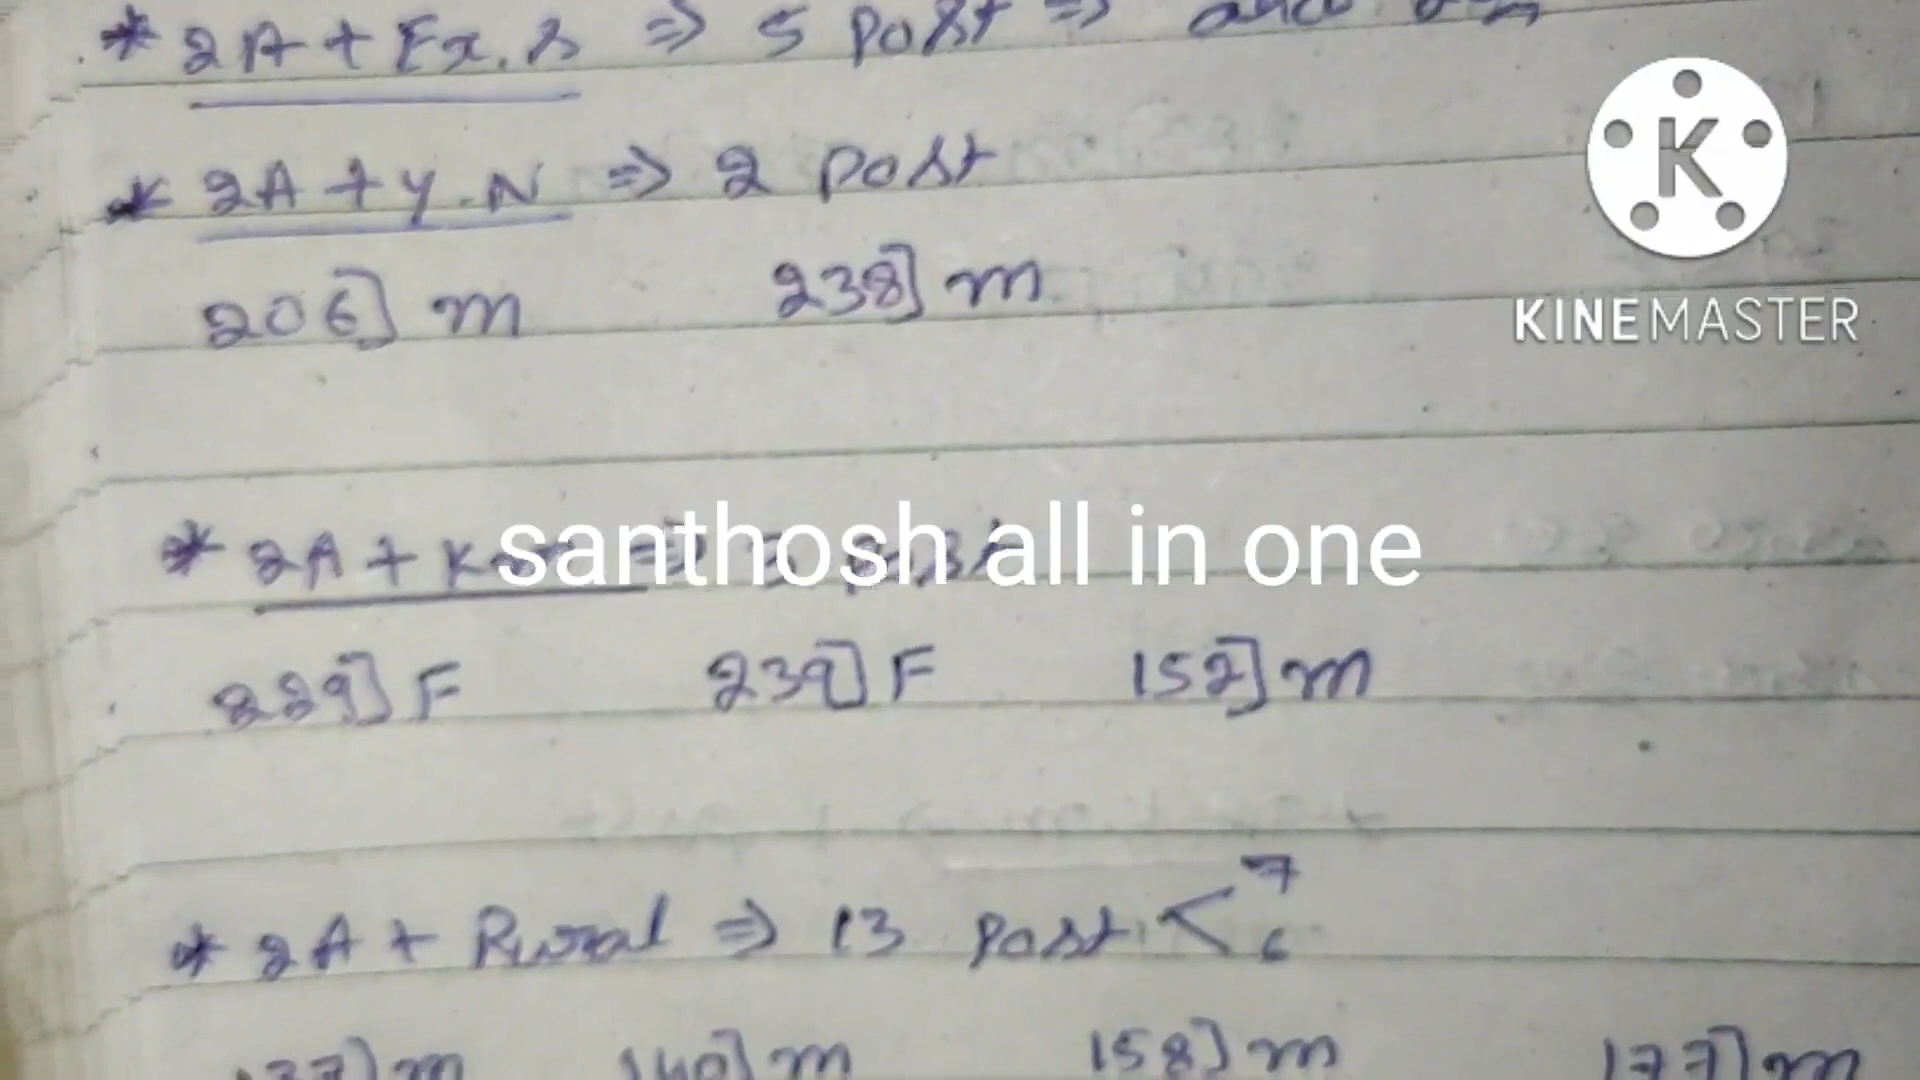 * 2A + Ex.s => 5 Post =>
* 2A + Y.N => 2 Post
206] m 238] m
KINEMASTER
santhosh all in one
* 2A + K
229] F 239] F 152] m
* 2A + Rural => 13 Post < 7 6
137] m 140] m 158] m 177] m